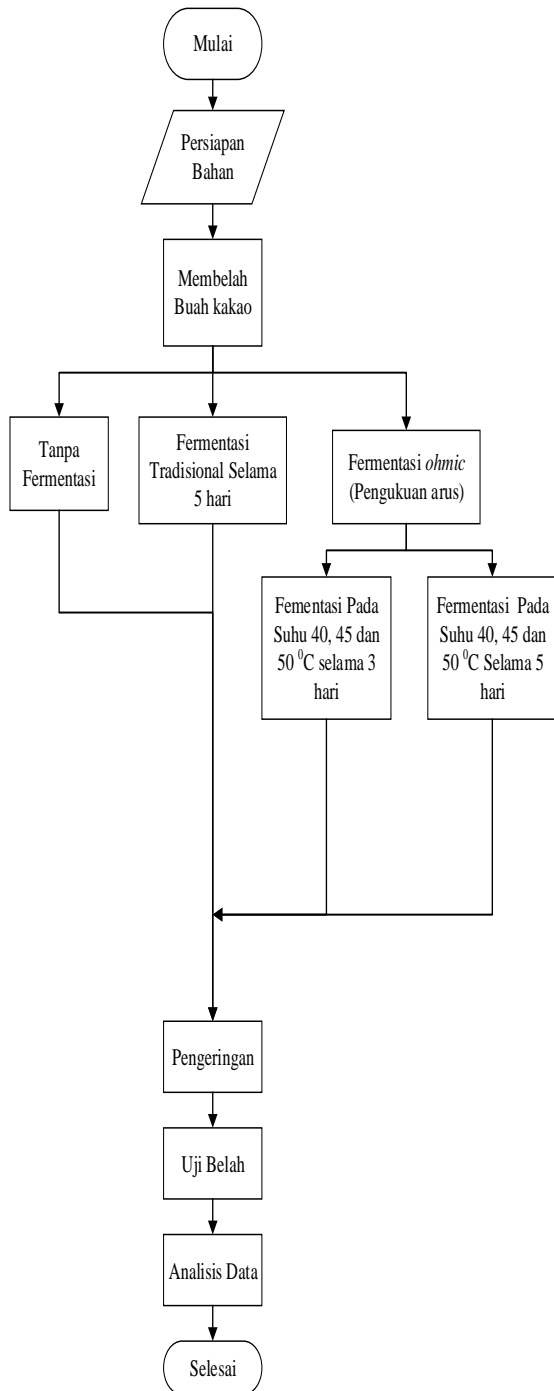 Mulai
Persiapan
Bahan
Membelah
Buah kakao
Tanpa
Fermentasi
Fermentasi
Tradisional Selama
5 hari
Fermentasi ohmic
(Pengukuan arus)
Fementasi Pada
Suhu 40, 45 dan
50 ⁰C selama 3
hari
Fermentasi Pada
Suhu 40, 45 dan
50 ⁰C Selama 5
hari
Pengeringan
Uji Belah
Analisis Data
Selesai